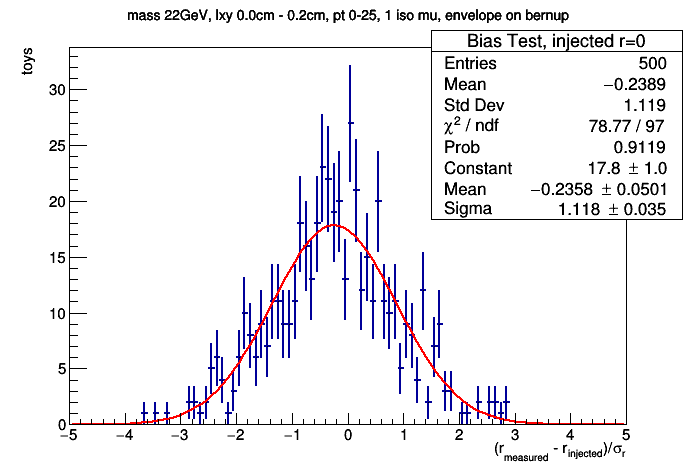 mass 22GeV, lxy 0.0cm - 0.2cm, pt 0-25, 1 iso mu, envelope on bernup
toys
Bias Test, injected r=0
Entries 500
Mean −0.2389
Std Dev 1.119
χ² / ndf 78.77 / 97
Prob 0.9119
Constant 17.8 ± 1.0
Mean −0.2358 ± 0.0501
Sigma 1.118 ± 0.035
30
25
20
15
10
5
0
−5 −4 −3 −2 −1 0 1 2 3 4 5
(r_measured - r_injected)/σ_r